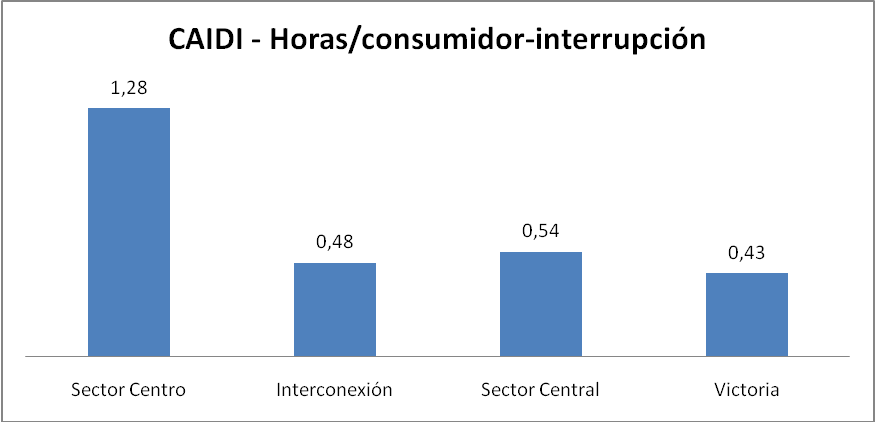 CAIDI - Horas/consumidor-interrupción
1,28
0,48
0,54
0,43
Sector Centro
Interconexión
Sector Central
Victoria